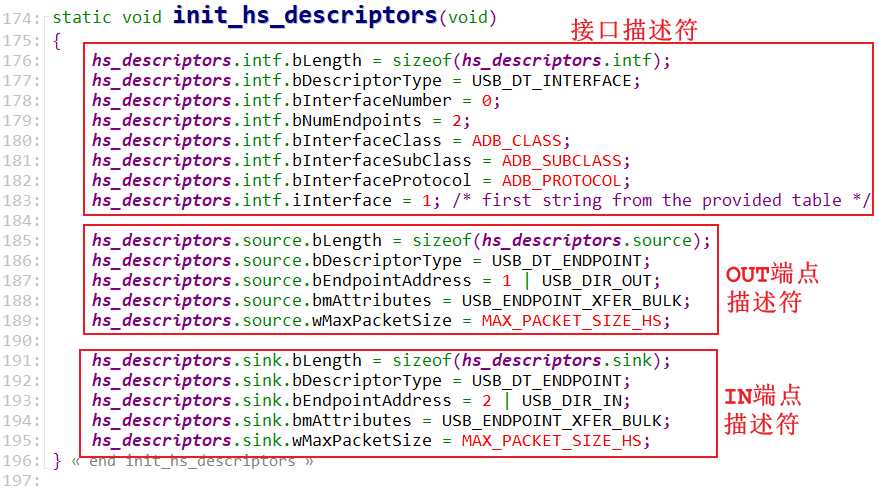 174: static void init_hs_descriptors(void)
接口描述符
175: {
176: hs_descriptors.intf.bLength = sizeof(hs_descriptors.intf);
177: hs_descriptors.intf.bDescriptorType = USB_DT_INTERFACE;
178: hs_descriptors.intf.bInterfaceNumber = 0;
179: hs_descriptors.intf.bNumEndpoints = 2;
180: hs_descriptors.intf.bInterfaceClass = ADB_CLASS;
181: hs_descriptors.intf.bInterfaceSubClass = ADB_SUBCLASS;
182: hs_descriptors.intf.bInterfaceProtocol = ADB_PROTOCOL;
183: hs_descriptors.intf.iInterface = 1; /* first string from the provided table */
184:
185: hs_descriptors.source.bLength = sizeof(hs_descriptors.source);
186: hs_descriptors.source.bDescriptorType = USB_DT_ENDPOINT;
187: hs_descriptors.source.bEndpointAddress = 1 | USB_DIR_OUT;
188: hs_descriptors.source.bmAttributes = USB_ENDPOINT_XFER_BULK;
189: hs_descriptors.source.wMaxPacketSize = MAX_PACKET_SIZE_HS;
OUT端点
描述符
190:
191: hs_descriptors.sink.bLength = sizeof(hs_descriptors.sink);
192: hs_descriptors.sink.bDescriptorType = USB_DT_ENDPOINT;
193: hs_descriptors.sink.bEndpointAddress = 2 | USB_DIR_IN;
194: hs_descriptors.sink.bmAttributes = USB_ENDPOINT_XFER_BULK;
195: hs_descriptors.sink.wMaxPacketSize = MAX_PACKET_SIZE_HS;
IN端点
描述符
196: } « end init_hs_descriptors »
197: